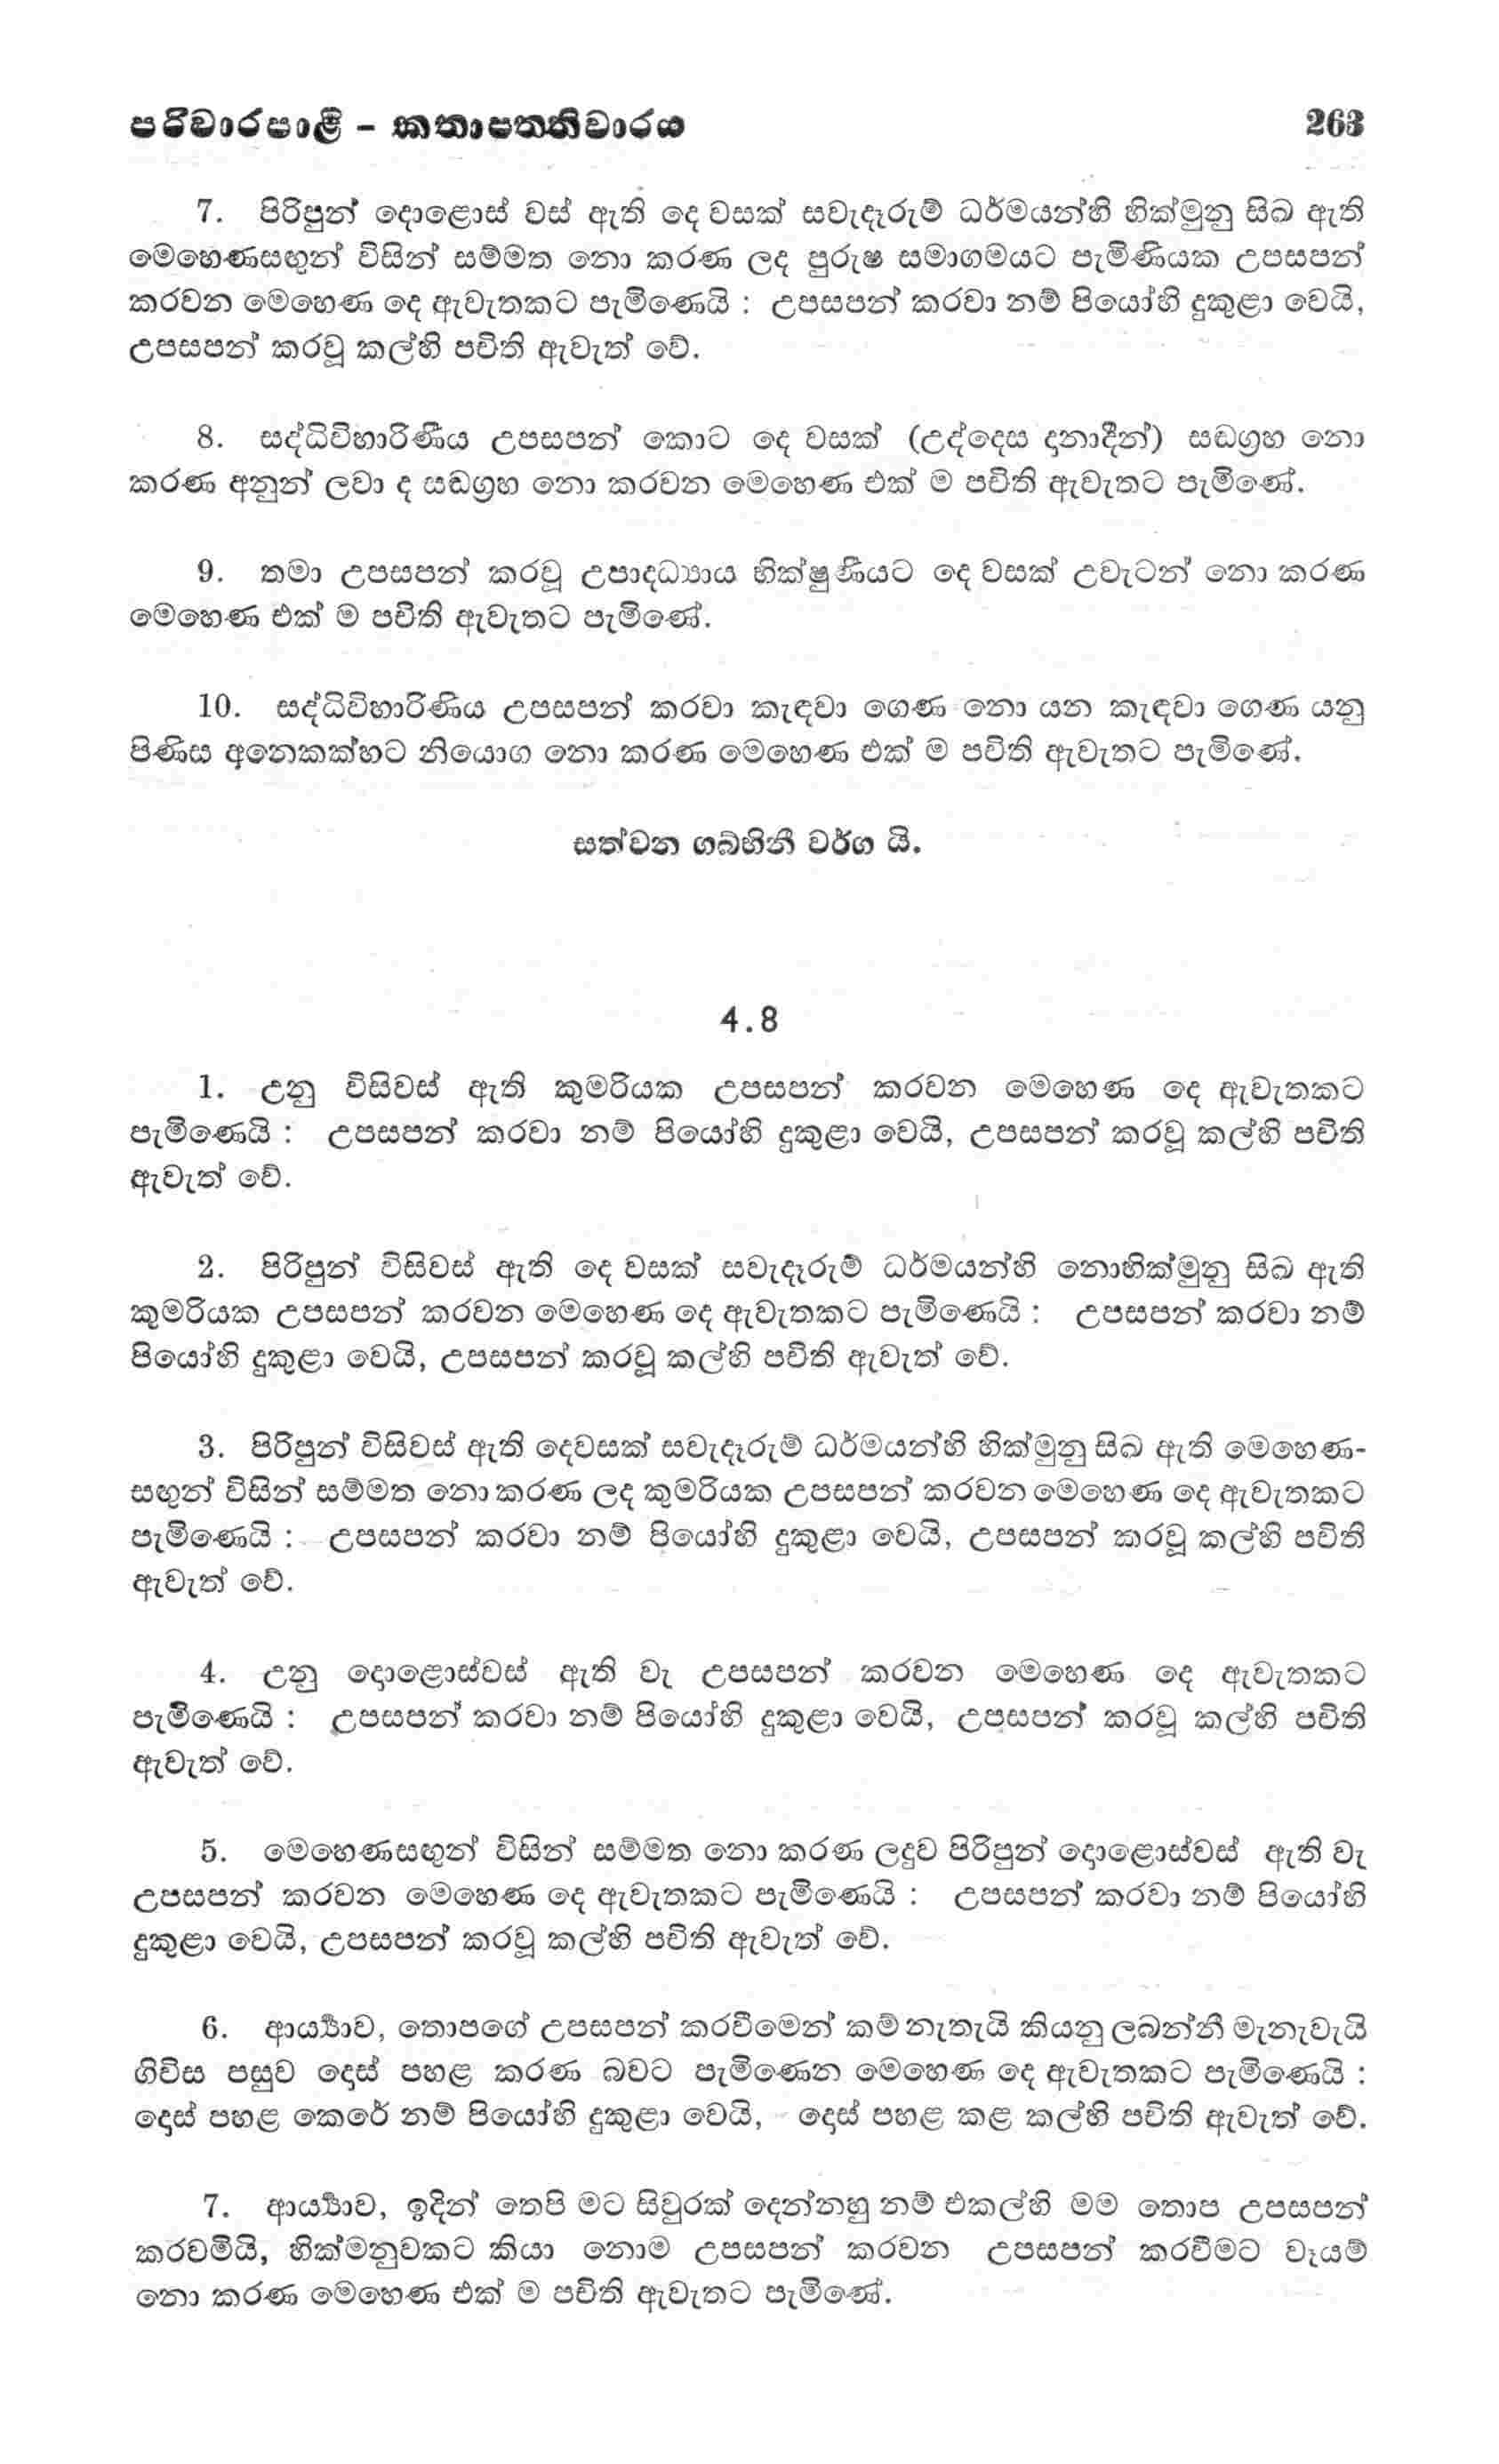 පරිවාරපාළි – කතාපත්තිවාරය 263
7. පිරිපුන් දෙළොස් වස් ඇති දෙ වසක් සවැදෑරුම් ධර්මයන්හි හික්මුනු සිඛ ඇති
මෙහෙණසඟුන් විසින් සම්මත නො කරණ ලද පුරුෂ සමාගමයට පැමිණියක උපසපන්
කරවන මෙහෙණ දෙ ඇවැතකට පැමිණෙයි : උපසපන් කරවා නම් පියෝහි දුකුළා වෙයි,
උපසපන් කරවූ කල්හි පචිති ඇවැත් වේ.
8. සද්ධිවිහාරිණිය උපසපන් කොට දෙ වසක් (උද්දෙස දානාදීන්) සඞග්‍රහ නො
කරණ අනුන් ලවා ද සඞග්‍රහ නො කරවන මෙහෙණ එක් ම පචිති ඇවැතට පැමිණේ.
9. තමා උපසපන් කරවූ උපාද්ධ්‍යාය භික්ෂුණියට දෙ වසක් උවැටන් නො කරණ
මෙහෙණ එක් ම පචිති ඇවැතට පැමිණේ.
10. සද්ධිවිහාරිණිය උපසපන් කරවා කැඳවා ගෙණ නො යන කැඳවා ගෙණ යනු
පිණිස අනෙකක්හට නියොග නො කරණ මෙහෙණ එක් ම පචිති ඇවැතට පැමිණේ.
සත්වන ගබ්භිනී වර්ග යි.
4.8
1. උනු විසිවස් ඇති කුමරියක උපසපන් කරවන මෙහෙණ දෙ ඇවැතකට
පැමිණෙයි : උපසපන් කරවා නම් පියෝහි දුකුළා වෙයි, උපසපන් කරවූ කල්හි පචිති
ඇවැත් වේ.
2. පිරිපුන් විසිවස් ඇති දෙ වසක් සවැදෑරුම් ධර්මයන්හි නොහික්මුනු සිඛ ඇති
කුමරියක උපසපන් කරවන මෙහෙණ දෙ ඇවැතකට පැමිණෙයි : උපසපන් කරවා නම්
පියෝහි දුකුළා වෙයි, උපසපන් කරවූ කල්හි පචිති ඇවැත් වේ.
3. පිරිපුන් විසිවස් ඇති දෙවසක් සවැදෑරුම් ධර්මයන්හි හික්මුනු සිඛ ඇති මෙහෙණ-
සඟුන් විසින් සම්මත නො කරණ ලද කුමරියක උපසපන් කරවන මෙහෙණ දෙ ඇවැතකට
පැමිණෙයි : උපසපන් කරවා නම් පියෝහි දුකුළා වෙයි, උපසපන් කරවූ කල්හි පචිති
ඇවැත් වේ.
4. උනු දොළොස්වස් ඇති වැ උපසපන් කරවන මෙහෙණ දෙ ඇවැතකට
පැමිණෙයි : උපසපන් කරවා නම් පියෝහි දුකුළා වෙයි, උපසපන් කරවූ කල්හි පචිති
ඇවැත් වේ.
5. මෙහෙණසඟුන් විසින් සම්මත නො කරණ ලදුව පිරිපුන් දොළොස්වස් ඇති වැ
උපසපන් කරවන මෙහෙණ දෙ ඇවැතකට පැමිණෙයි : උපසපන් කරවා නම් පියෝහි
දුකුළා වෙයි, උපසපන් කරවූ කල්හි පචිති ඇවැත් වේ.
6. ආර්‍ය්‍යාව, තොපගේ උපසපන් කරවීමෙන් කම් නැතැයි කියනු ලබන්නී මැනැවැයි
ගිවිස පසුව දොස් පහළ කරණ බවට පැමිණෙන මෙහෙණ දෙ ඇවැතකට පැමිණෙයි :
දොස් පහළ කෙරේ නම් පියෝහි දුකුළා වෙයි, දොස් පහළ කළ කල්හි පචිති ඇවැත් වේ.
7. ආර්‍ය්‍යාව, ඉදින් තෙපි මට සිවුරක් දෙන්නහු නම් එකල්හි මම තොප උපසපන්
කරවමියි, හික්මනුවකට කියා නොම උපසපන් කරවන උපසපන් කරවීමට වෑයම්
නො කරණ මෙහෙණ එක් ම පචිති ඇවැතට පැමිණේ.